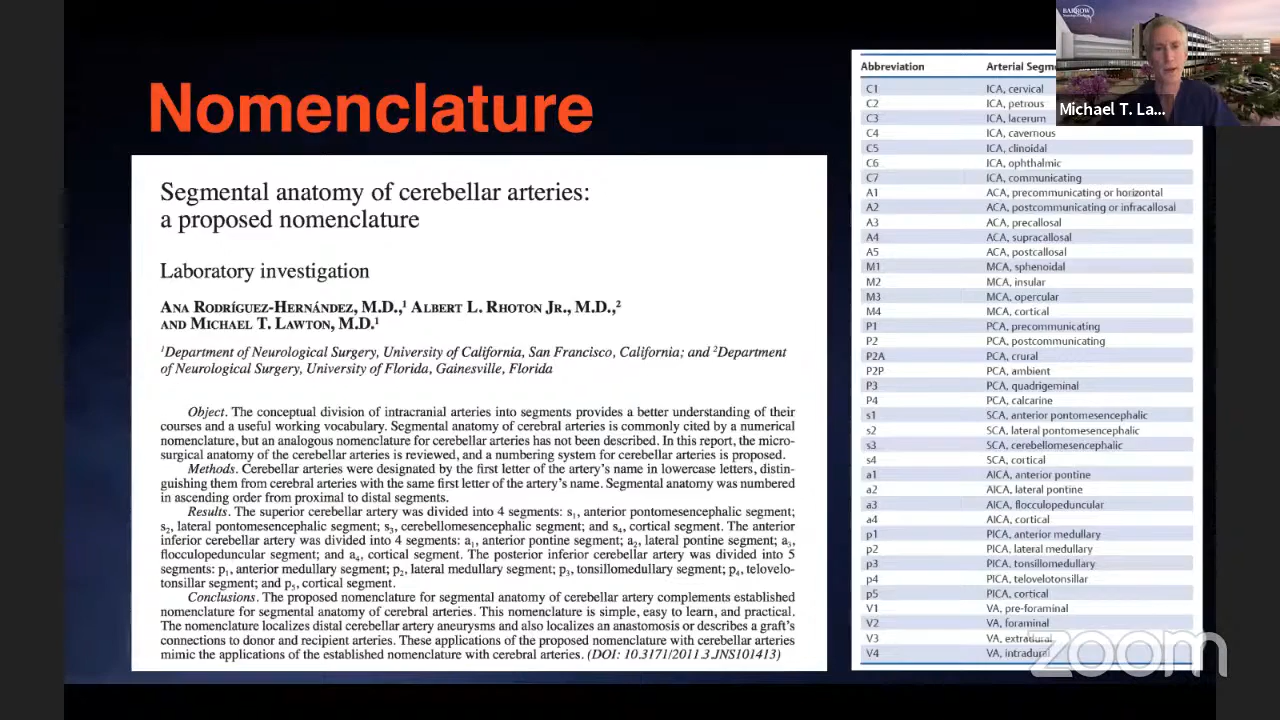 Nomenclature
Segmental anatomy of cerebellar arteries:
a proposed nomenclature
Laboratory investigation
Ana Rodríguez-Hernández, M.D.,¹ Albert L. Rhoton Jr., M.D.,²
and Michael T. Lawton, M.D.¹
¹Department of Neurological Surgery, University of California, San Francisco, California; and ²Department
of Neurological Surgery, University of Florida, Gainesville, Florida
Object. The conceptual division of intracranial arteries into segments provides a better understanding of their
courses and a useful working vocabulary. Segmental anatomy of cerebral arteries is commonly cited by a numerical
nomenclature, but an analogous nomenclature for cerebellar arteries has not been described. In this report, the micro-
surgical anatomy of the cerebellar arteries is reviewed, and a numbering system for cerebellar arteries is proposed.
Methods. Cerebellar arteries were designated by the first letter of the artery's name in lowercase letters, distin-
guishing them from cerebral arteries with the same first letter of the artery's name. Segmental anatomy was numbered
in ascending order from proximal to distal segments.
Results. The superior cerebellar artery was divided into 4 segments: s₁, anterior pontomesencephalic segment;
s₂, lateral pontomesencephalic segment; s₃, cerebellomesencephalic segment; and s₄, cortical segment. The anterior
inferior cerebellar artery was divided into 4 segments: a₁, anterior pontine segment; a₂, lateral pontine segment; a₃,
flocculopeduncular segment; and a₄, cortical segment. The posterior inferior cerebellar artery was divided into 5
segments: p₁, anterior medullary segment; p₂, lateral medullary segment; p₃, tonsillomedullary segment; p₄, televelo-
tonsillar segment; and p₅, cortical segment.
Conclusions. The proposed nomenclature for segmental anatomy of cerebellar artery complements established
nomenclature for segmental anatomy of cerebral arteries. This nomenclature is simple, easy to learn, and practical.
The nomenclature localizes distal cerebellar artery aneurysms and also localizes an anastomosis or describes a graft's
connections to donor and recipient arteries. These applications of the proposed nomenclature with cerebellar arteries
mimic the applications of the established nomenclature with cerebral arteries. (DOI: 10.3171/2011.3.JNS101413)
Abbreviation Arterial Segme
C1 ICA, cervical
C2 ICA, petrous
C3 ICA, lacerum
C4 ICA, cavernous
C5 ICA, clinoidal
C6 ICA, ophthalmic
C7 ICA, communicating
A1 ACA, precommunicating or horizontal
A2 ACA, postcommunicating or infracallosal
A3 ACA, precallosal
A4 ACA, supracallosal
A5 ACA, postcallosal
M1 MCA, sphenoidal
M2 MCA, insular
M3 MCA, opercular
M4 MCA, cortical
P1 PCA, precommunicating
P2 PCA, postcommunicating
P2A PCA, crural
P2P PCA, ambient
P3 PCA, quadrigeminal
P4 PCA, calcarine
s1 SCA, anterior pontomesencephalic
s2 SCA, lateral pontomesencephalic
s3 SCA, cerebellomesencephalic
s4 SCA, cortical
a1 AICA, anterior pontine
a2 AICA, lateral pontine
a3 AICA, flocculopeduncular
a4 AICA, cortical
p1 PICA, anterior medullary
p2 PICA, lateral medullary
p3 PICA, tonsillomedullary
p4 PICA, telovelotonsillar
p5 PICA, cortical
V1 VA, pre-foraminal
V2 VA, foraminal
V3 VA, extradural
V4 VA, intradural
BARROW
Michael T. La...
zoom